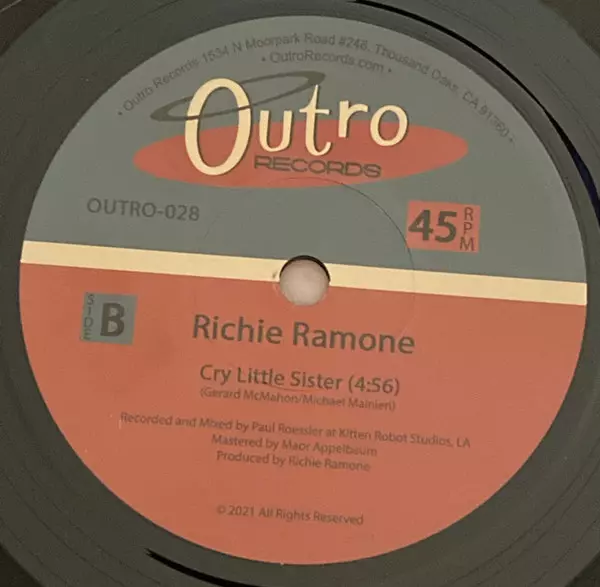 • Outro Records 1534 N Moorpark Road #248, Thousand Oaks, CA 91360 •
• OutroRecords.com •
Outro
RECORDS
OUTRO-028
45 RPM
SIDE B
Richie Ramone
Cry Little Sister (4:56)
(Gerard McMahon/Michael Mainieri)
Recorded and Mixed by Paul Roessler at Kitten Robot Studios, LA
Mastered by Maor Appelbaum
Produced by Richie Ramone
© 2021 All Rights Reserved